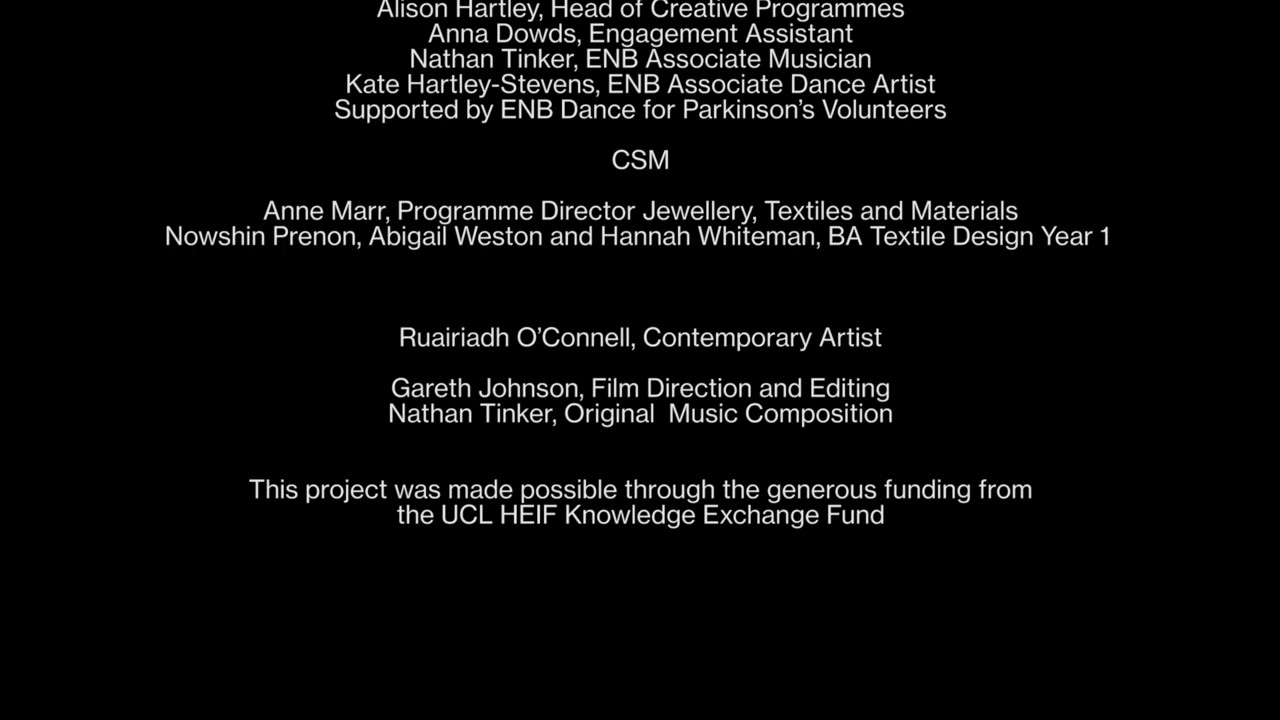 Alison Hartley, Head of Creative Programmes
Anna Dowds, Engagement Assistant
Nathan Tinker, ENB Associate Musician
Kate Hartley-Stevens, ENB Associate Dance Artist
Supported by ENB Dance for Parkinson’s Volunteers
CSM
Anne Marr, Programme Director Jewellery, Textiles and Materials
Nowshin Prenon, Abigail Weston and Hannah Whiteman, BA Textile Design Year 1
Ruairiadh O’Connell, Contemporary Artist
Gareth Johnson, Film Direction and Editing
Nathan Tinker, Original  Music Composition
This project was made possible through the generous funding from
the UCL HEIF Knowledge Exchange Fund